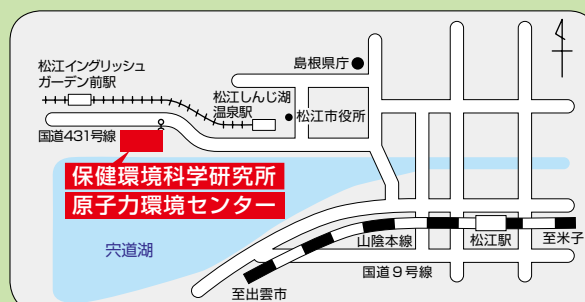 島根県庁
松江イングリッシュ
ガーデン前駅
松江しんじ湖
温泉駅
松江市役所
国道431号線
保健環境科学研究所
原子力環境センター
宍道湖
山陰本線
松江駅
至米子
国道9号線
至出雲市